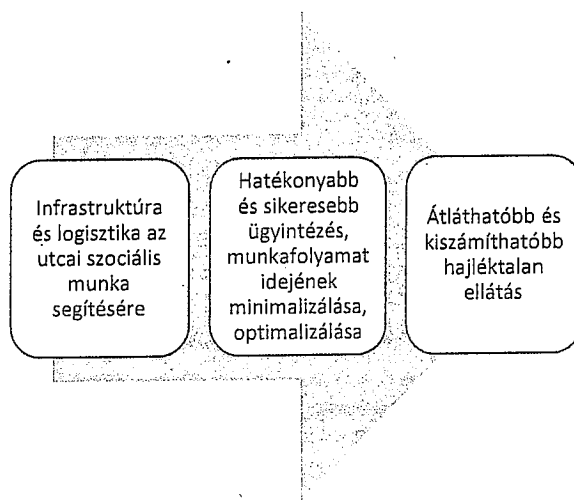 Infrastruktúra
és logisztika az
utcai szociális
munka
segítésére
Hatékonyabb
és sikeresebb
ügyintézés,
munkafolyamat
idejének
minimalizálása,
optimalizálása
Átláthatóbb és
kiszámíthatóbb
hajléktalan
ellátás